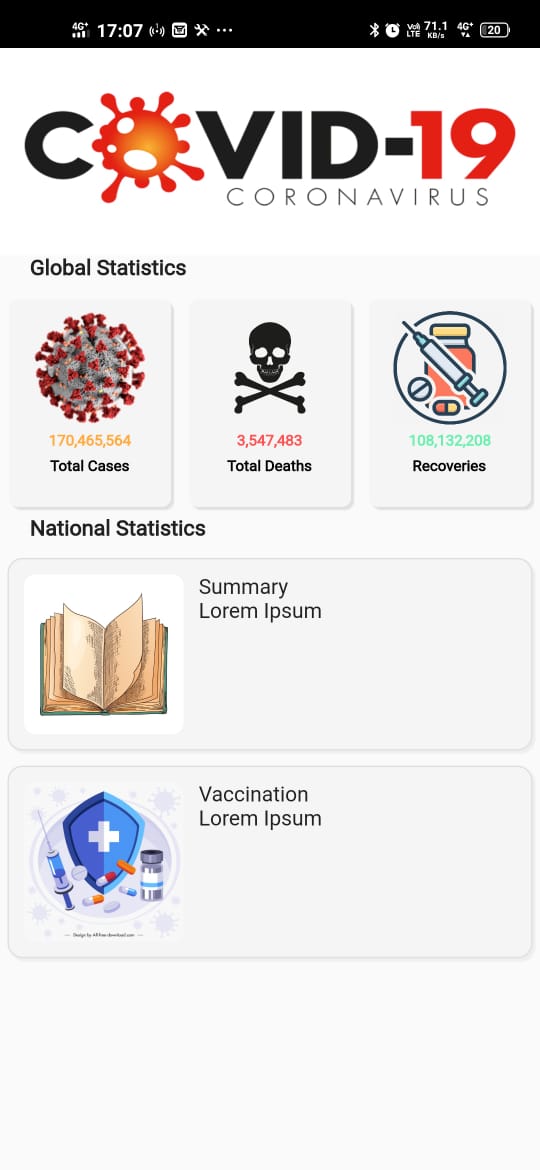 4G+ 17:07 ... VoI) LTE 71.1 KB/s 4G+ 20
COVID-19
CORONAVIRUS
Global Statistics
170,465,564 3,547,483 108,132,208
Total Cases Total Deaths Recoveries
National Statistics
Summary
Lorem Ipsum
Vaccination
Lorem Ipsum
Design by All-free-download.com